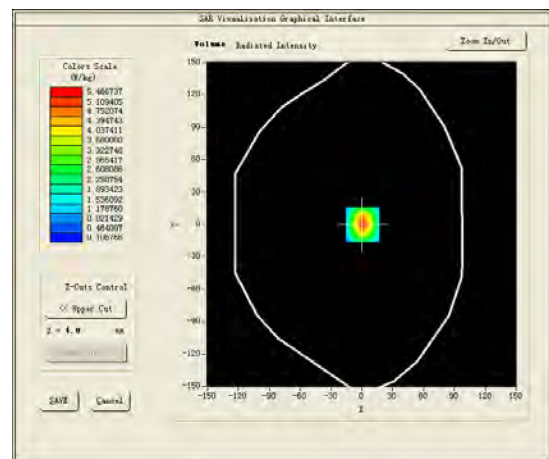 SAR Visualisation Graphical Interface
Volume Radiated Intensity
Zoom In/Out
Colors Scale
(W/kg)
5.466737
5.109405
4.752074
4.394743
4.037411
3.680080
3.322748
2.965417
2.608086
2.250754
1.893423
1.536092
1.178760
0.821429
0.464097
0.106766
150
120
90
60
30
0
-30
-60
-90
-120
-150
Y
-150 -120 -90 -60 -30 0 30 60 90 120 150
X
Z-Cuts Control
<< Upper Cut
Z = 4.0 mm
SAVE
Cancel